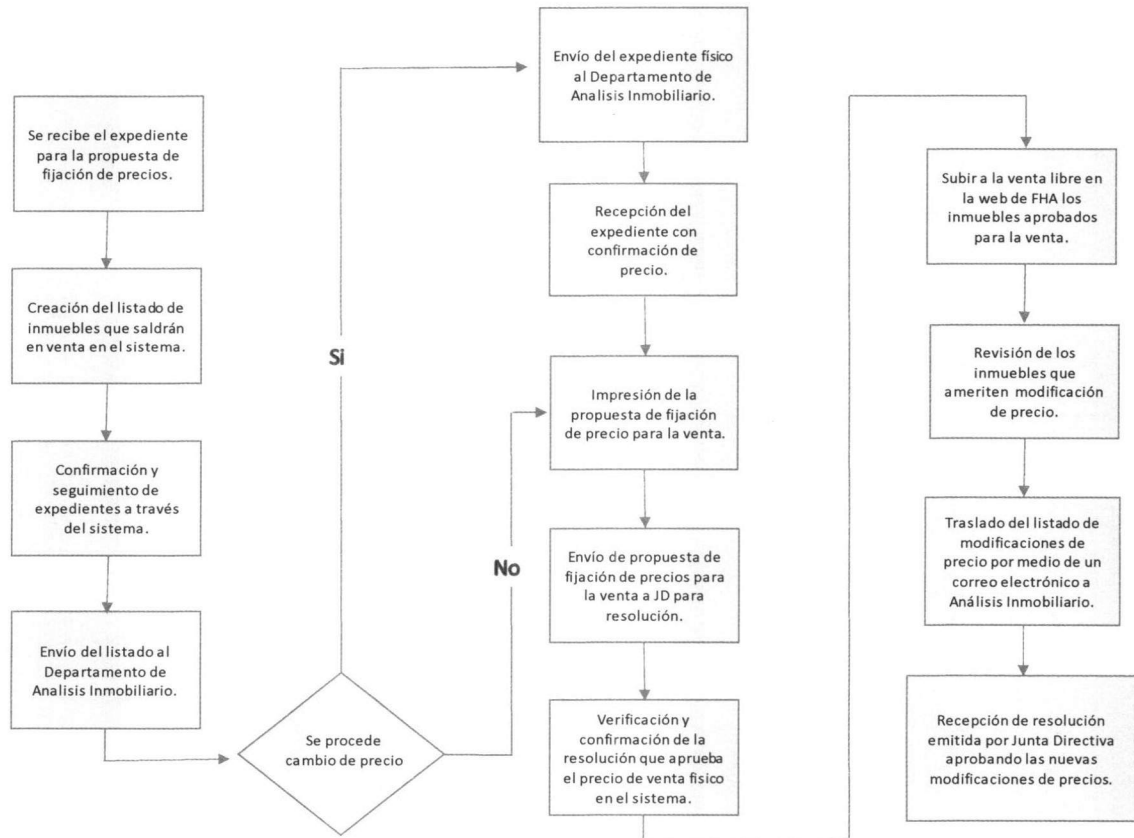 Se recibe el expediente
para la propuesta de
fijación de precios.
Creación del listado de
inmuebles que saldrán
en venta en el sistema.
Confirmación y
seguimiento de
expedientes a través
del sistema.
Envío del listado al
Departamento de
Analisis Inmobiliario.
Se procede
cambio de precio
Si
No
Envío del expediente físico
al Departamento de
Analisis Inmobiliario.
Recepción del
expediente con
confirmación de
precio.
Impresión de la
propuesta de fijación
de precio para la venta.
Envío de propuesta de
fijación de precios para
la venta a JD para
resolución.
Verificación y
confirmación de la
resolución que aprueba
el precio de venta fisico
en el sistema.
Subir a la venta libre en
la web de FHA los
inmuebles aprobados
para la venta.
Revisión de los
inmuebles que
ameriten modificación
de precio.
Traslado del listado de
modificaciones de
precio por medio de un
correo electrónico a
Análisis Inmobiliario.
Recepción de resolución
emitida por Junta Directiva
aprobando las nuevas
modificaciones de precios.